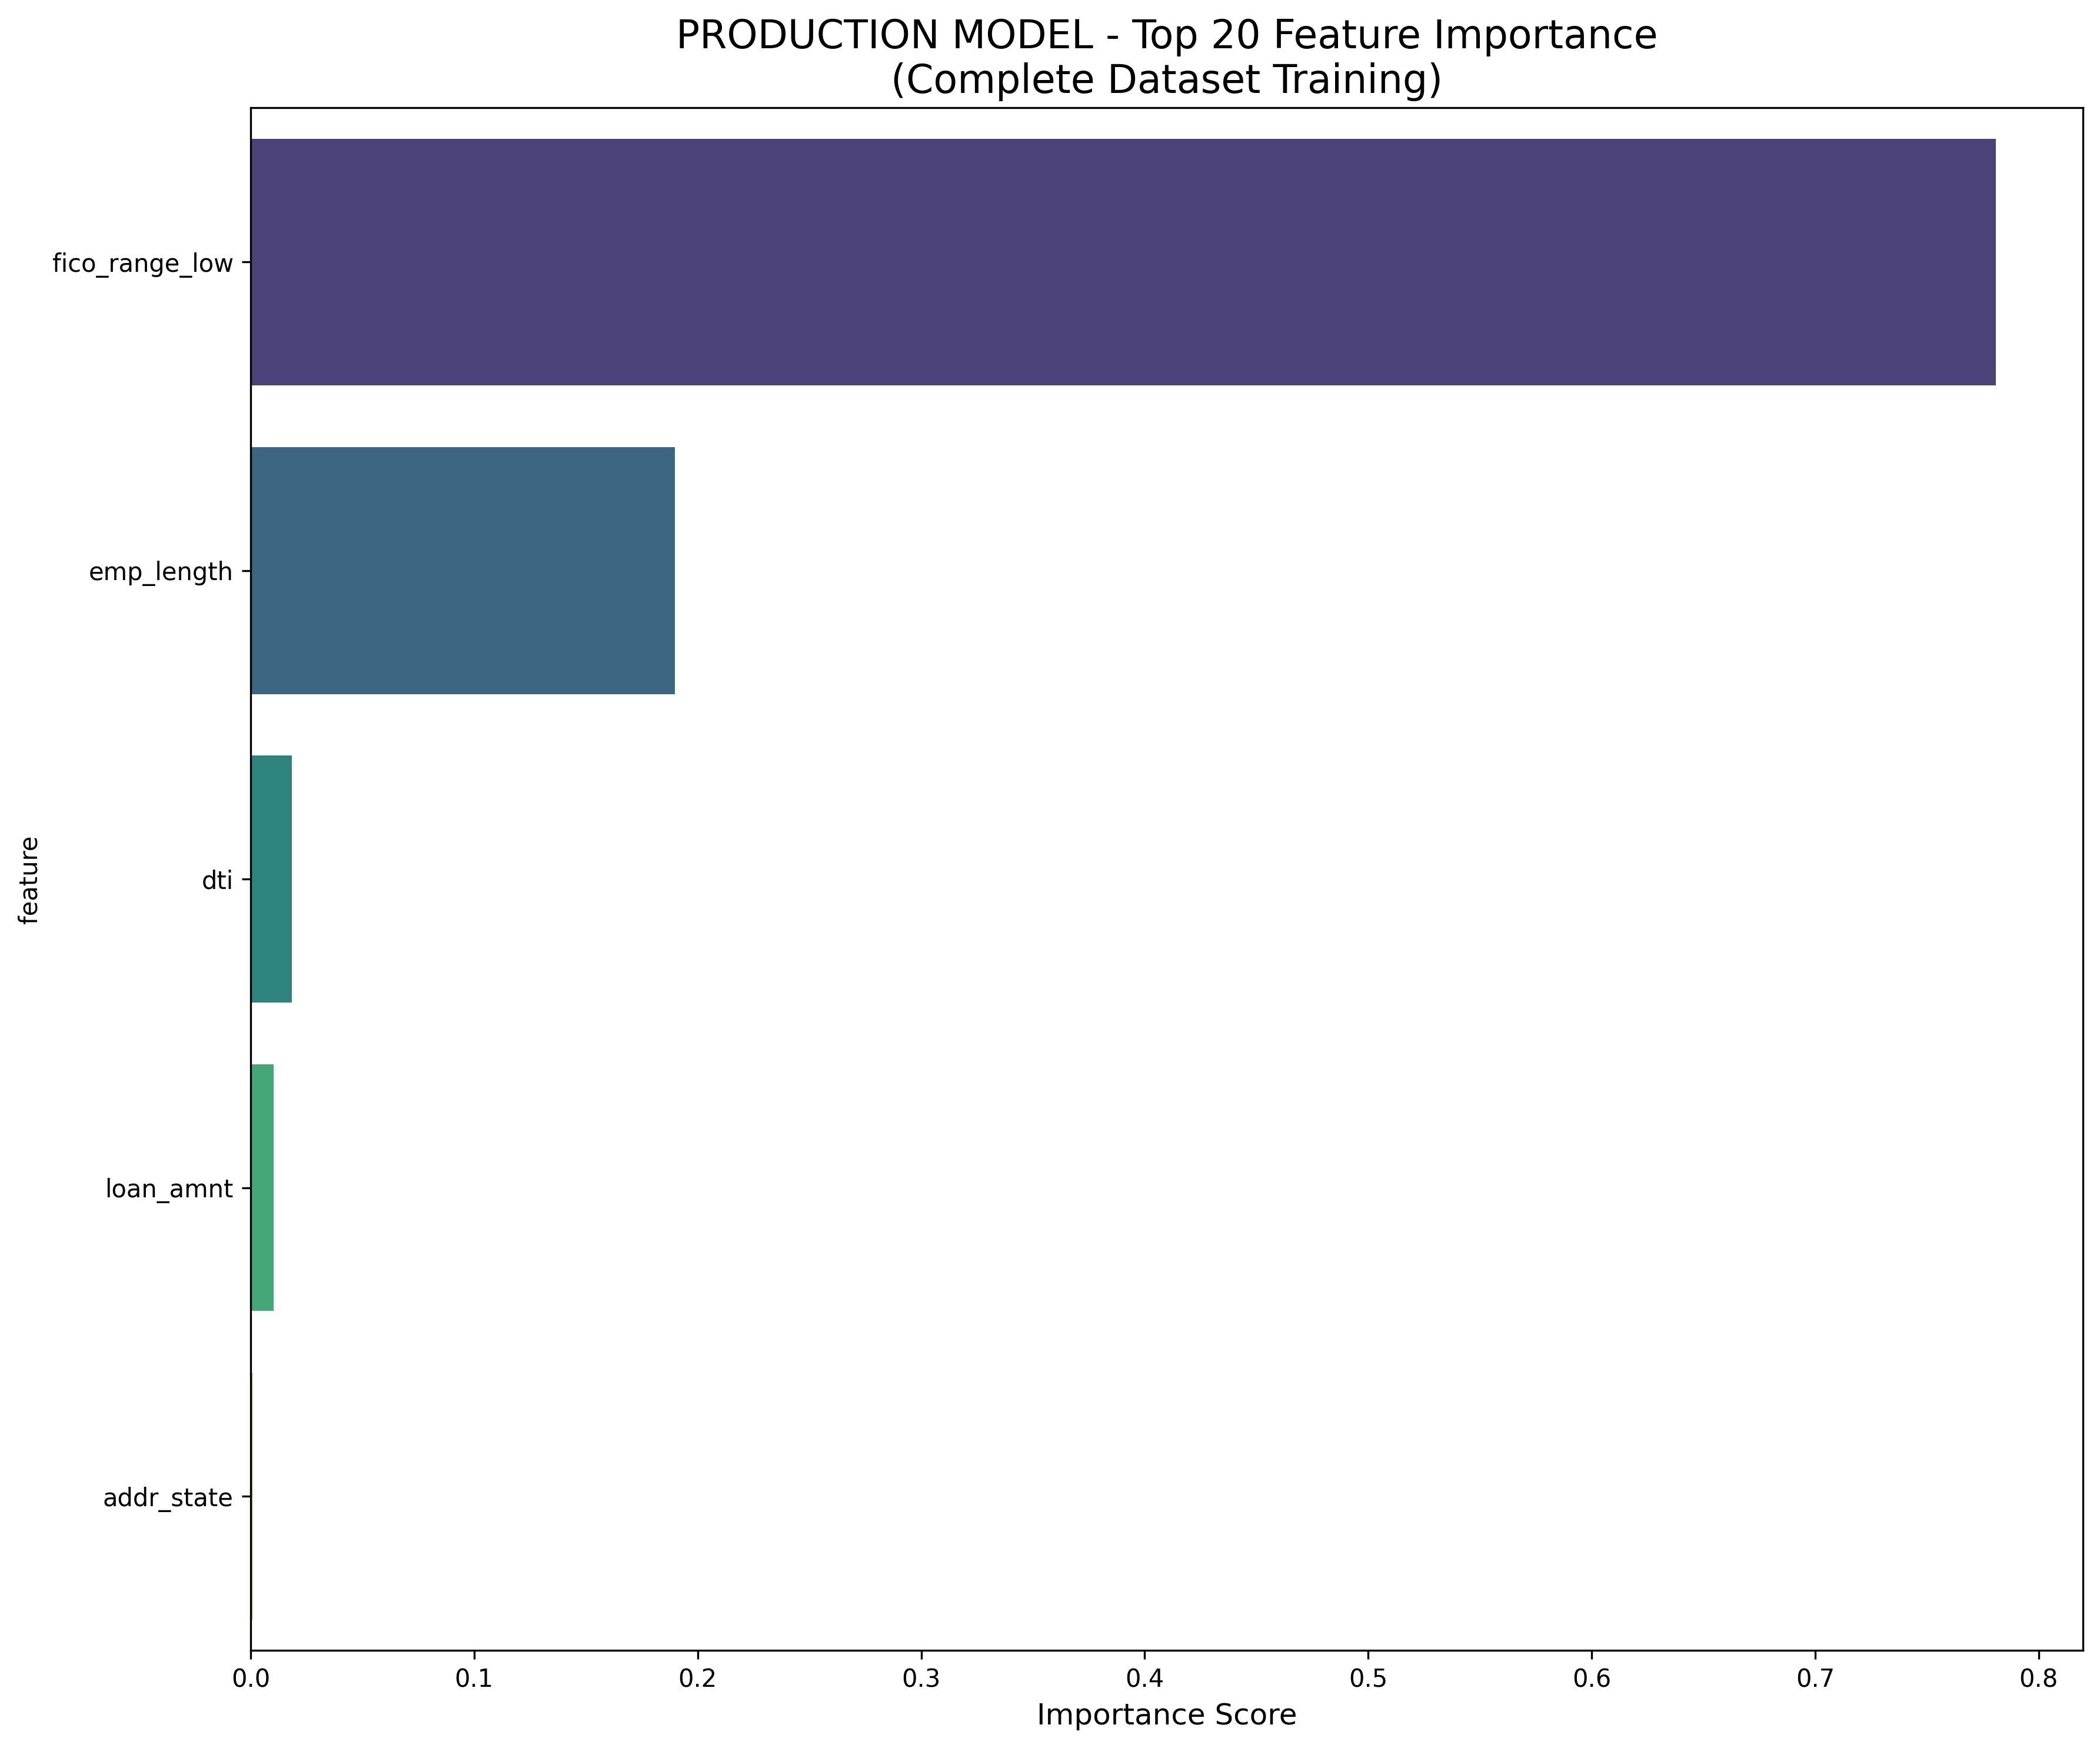 PRODUCTION MODEL - Top 20 Feature Importance
(Complete Dataset Training)
fico_range_low
emp_length
dti
loan_amnt
addr_state
feature
0.0 0.1 0.2 0.3 0.4 0.5 0.6 0.7 0.8
Importance Score